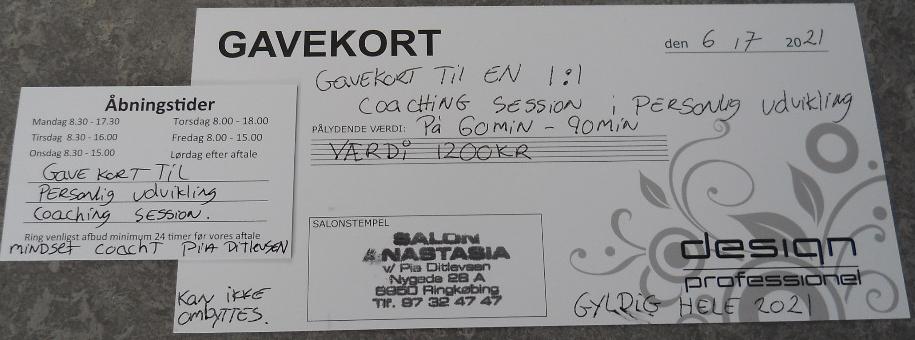 GAVEKORT
den 6 17 2021
GAVEKORT TIL EN 1:1
COACHING SESSION i PERSONLIG UDVIKLING
PÅLYDENDE VÆRDI: På 60MIN - 90MIN
VÆRDI 1200KR
SALONSTEMPEL
SALON
ANASTASIA
v/ Pia Ditlevsen
Nygade 28 A
6950 Ringkøbing
Tlf. 97 32 47 47
design
professionel
GYLDIG HELE 2021
Kan ikke
ombyttes.
Åbningstider
Mandag 8.30 - 17.30 Torsdag 8.00 - 18.00
Tirsdag 8.30 - 16.00 Fredag 8.00 - 15.00
Onsdag 8.30 - 15.00 Lørdag efter aftale
GAVE KORT TIL
PERSONLIG UDVIKLING
COACHING SESSION.
Ring venligst afbud minimum 24 timer før vores aftale
MINDSET COACHT PIA DITLEVSEN